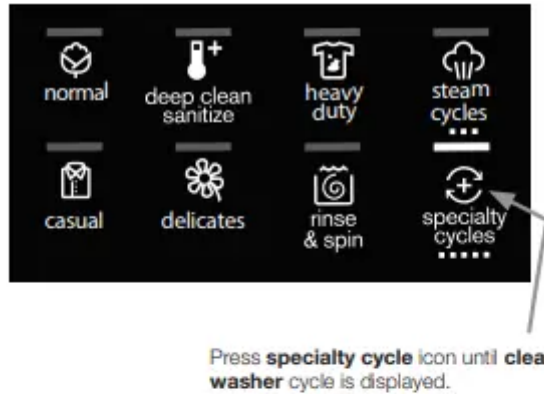 normal
deep clean
sanitize
heavy
duty
steam
cycles
casual
delicates
rinse
& spin
specialty
cycles
Press specialty cycle icon until clea
washer cycle is displayed.